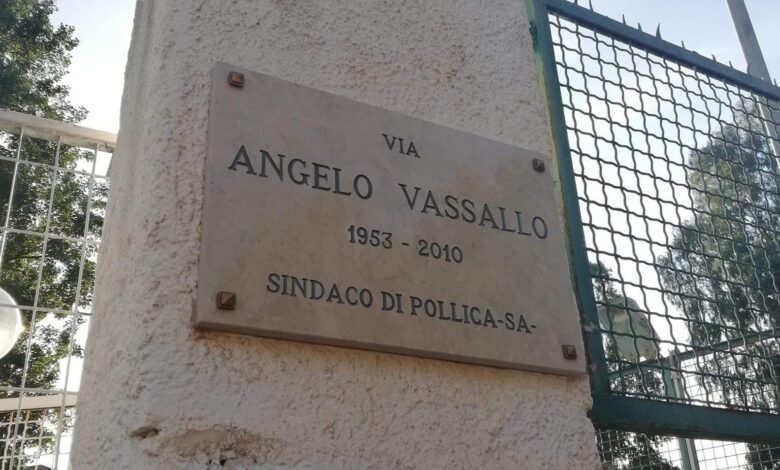 VIA
ANGELO VASSALLO
1953 - 2010
SINDACO DI POLLICA-SA-